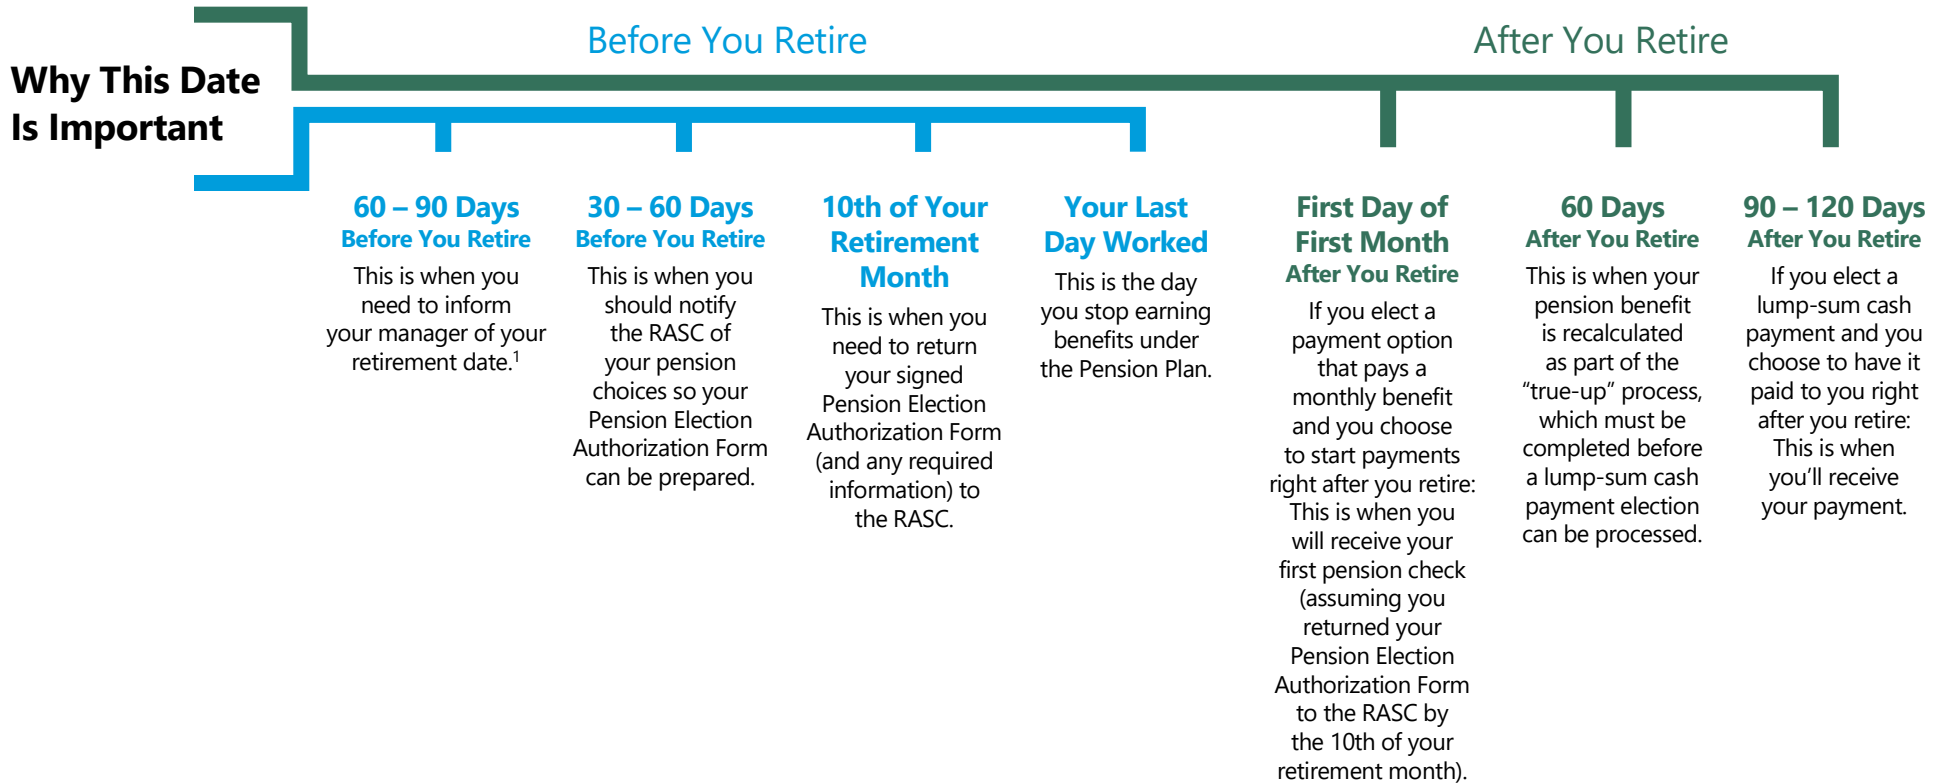 Before You Retire
After You Retire
Why This Date
Is Important
60 – 90 Days
Before You Retire
This is when you
need to inform
your manager of your
retirement date.1
30 – 60 Days
Before You Retire
This is when you
should notify
the RASC of
your pension
choices so your
Pension Election
Authorization Form
can be prepared.
10th of Your
Retirement
Month
This is when you
need to return
your signed
Pension Election
Authorization Form
(and any required
information) to
the RASC.
Your Last
Day Worked
This is the day
you stop earning
benefits under
the Pension Plan.
First Day of
First Month
After You Retire
If you elect a
payment option
that pays a
monthly benefit
and you choose
to start payments
right after you retire:
This is when you
will receive your
first pension check
(assuming you
returned your
Pension Election
Authorization Form
to the RASC by
the 10th of your
retirement month).
60 Days
After You Retire
This is when your
pension benefit
is recalculated
as part of the
“true-up” process,
which must be
completed before
a lump-sum cash
payment election
can be processed.
90 – 120 Days
After You Retire
If you elect a
lump-sum cash
payment and you
choose to have it
paid to you right
after you retire:
This is when
you’ll receive
your payment.